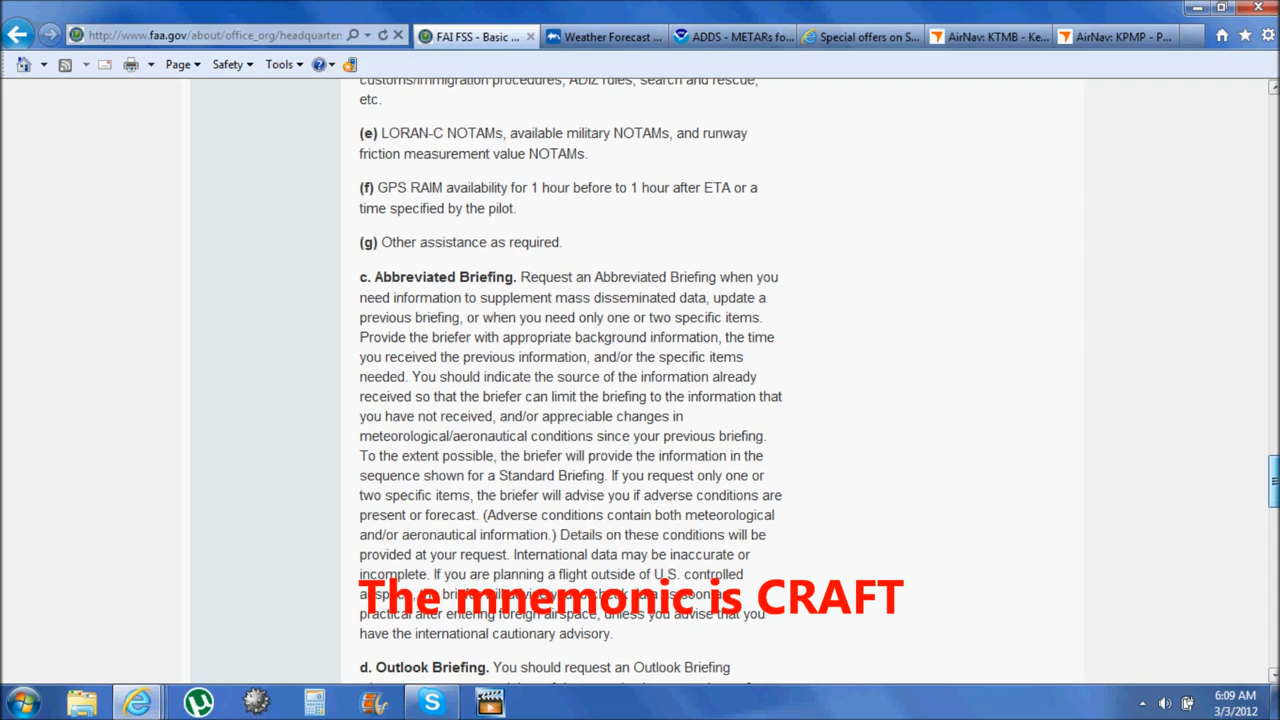 http://www.faa.gov/about/office_org/headquarter:
FAI FSS - Basic ...
Weather Forecast ...
ADDS - METARs fo...
Special offers on S...
AirNav: KTMB - Ke...
AirNav: KPMP - P...
Page
Safety
Tools
customs/immigration procedures, ADIZ rules, search and rescue,
etc.
(e) LORAN-C NOTAMs, available military NOTAMs, and runway
friction measurement value NOTAMs.
(f) GPS RAIM availability for 1 hour before to 1 hour after ETA or a
time specified by the pilot.
(g) Other assistance as required.
c. Abbreviated Briefing. Request an Abbreviated Briefing when you
need information to supplement mass disseminated data, update a
previous briefing, or when you need only one or two specific items.
Provide the briefer with appropriate background information, the time
you received the previous information, and/or the specific items
needed. You should indicate the source of the information already
received so that the briefer can limit the briefing to the information that
you have not received, and/or appreciable changes in
meteorological/aeronautical conditions since your previous briefing.
To the extent possible, the briefer will provide the information in the
sequence shown for a Standard Briefing. If you request only one or
two specific items, the briefer will advise you if adverse conditions are
present or forecast. (Adverse conditions contain both meteorological
and/or aeronautical information.) Details on these conditions will be
provided at your request. International data may be inaccurate or
incomplete. If you are planning a flight outside of U.S. controlled
The mnemonic is CRAFT
practical after entering foreign airspace, unless you advise that you
have the international cautionary advisory.
d. Outlook Briefing. You should request an Outlook Briefing
6:09 AM
3/3/2012